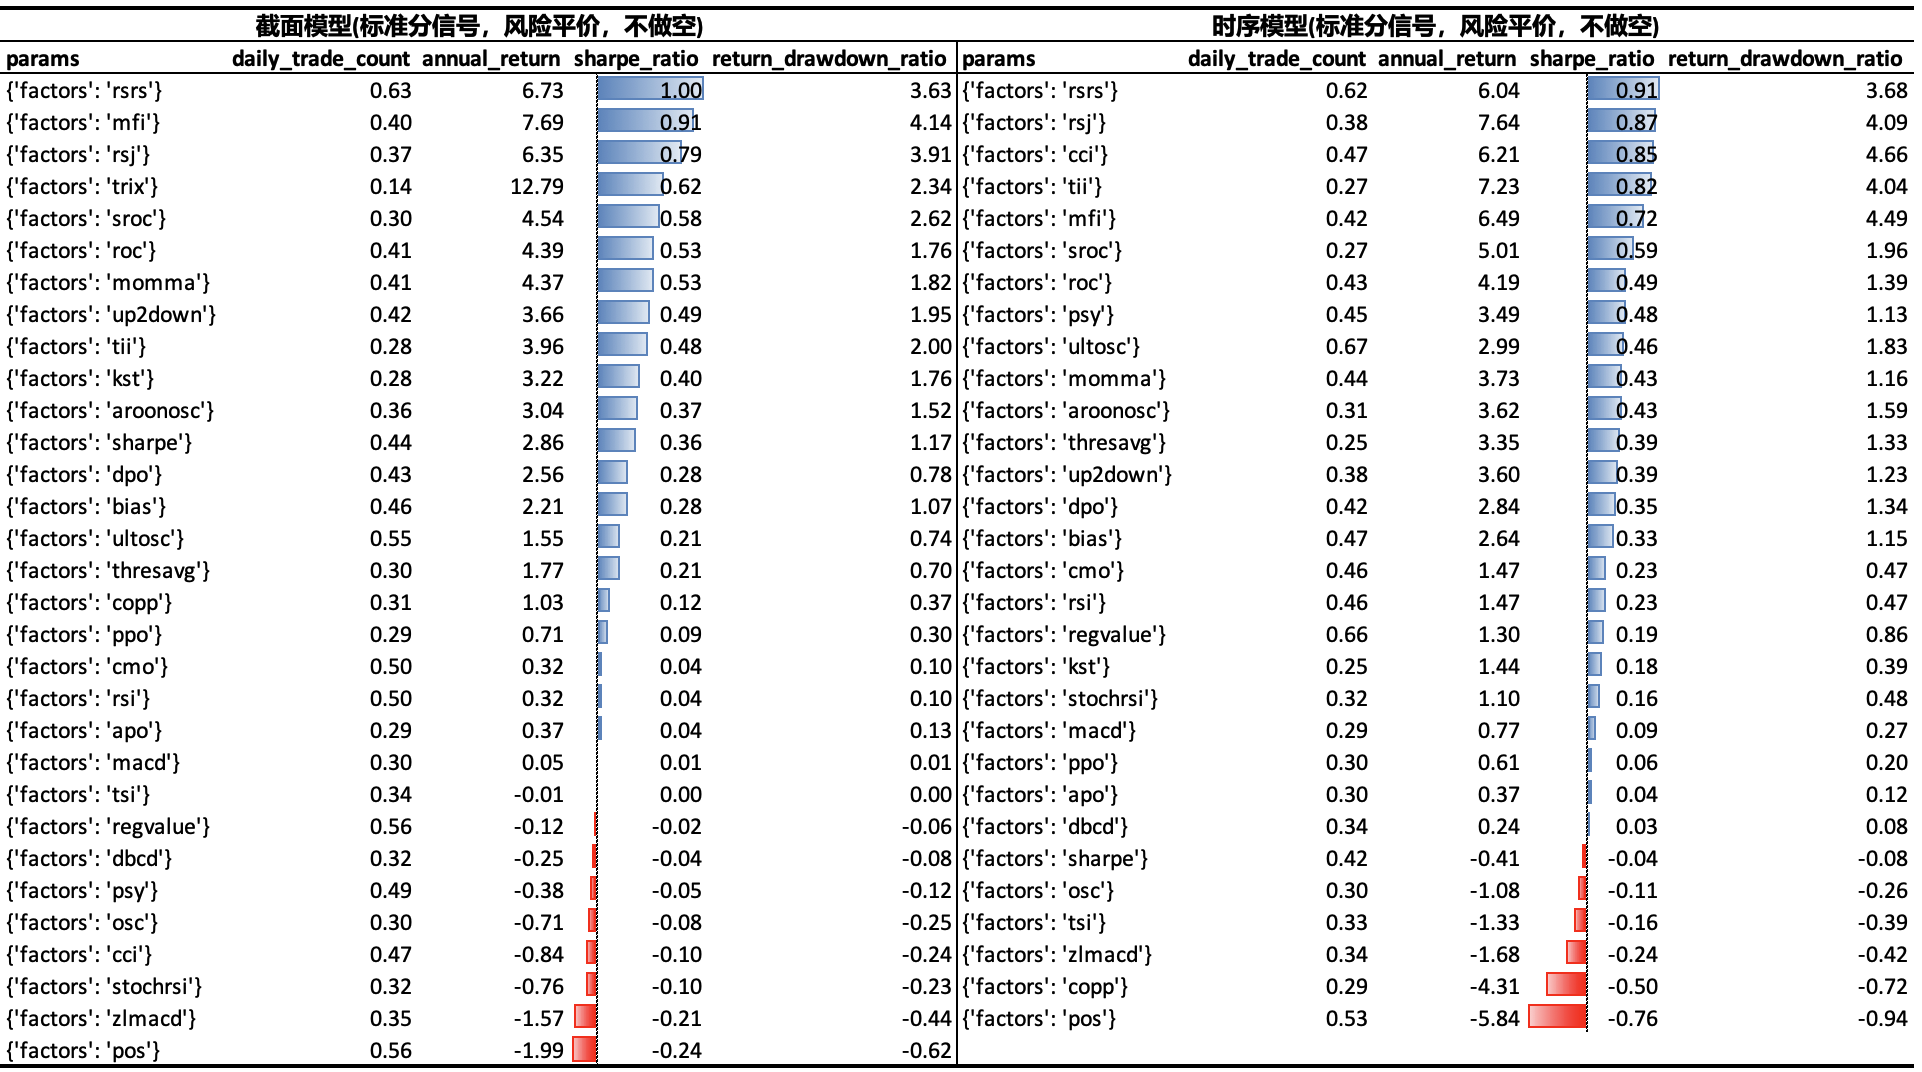 截面模型(标准分信号，风险平价，不做空) 时序模型(标准分信号，风险平价，不做空)
params daily_trade_count annual_return sharpe_ratio return_drawdown_ratio params daily_trade_count annual_return sharpe_ratio return_drawdown_ratio
{'factors': 'rsrs'} 0.63 6.73 1.00 3.63 {'factors': 'rsrs'} 0.62 6.04 0.91 3.68
{'factors': 'mfi'} 0.40 7.69 0.91 4.14 {'factors': 'rsj'} 0.38 7.64 0.87 4.09
{'factors': 'rsj'} 0.37 6.35 0.79 3.91 {'factors': 'cci'} 0.47 6.21 0.85 4.66
{'factors': 'trix'} 0.14 12.79 0.62 2.34 {'factors': 'tii'} 0.27 7.23 0.82 4.04
{'factors': 'sroc'} 0.30 4.54 0.58 2.62 {'factors': 'mfi'} 0.42 6.49 0.72 4.49
{'factors': 'roc'} 0.41 4.39 0.53 1.76 {'factors': 'sroc'} 0.27 5.01 0.59 1.96
{'factors': 'momma'} 0.41 4.37 0.53 1.82 {'factors': 'roc'} 0.43 4.19 0.49 1.39
{'factors': 'up2down'} 0.42 3.66 0.49 1.95 {'factors': 'psy'} 0.45 3.49 0.48 1.13
{'factors': 'tii'} 0.28 3.96 0.48 2.00 {'factors': 'ultosc'} 0.67 2.99 0.46 1.83
{'factors': 'kst'} 0.28 3.22 0.40 1.76 {'factors': 'momma'} 0.44 3.73 0.43 1.16
{'factors': 'aroonosc'} 0.36 3.04 0.37 1.52 {'factors': 'aroonosc'} 0.31 3.62 0.43 1.59
{'factors': 'sharpe'} 0.44 2.86 0.36 1.17 {'factors': 'thresavg'} 0.25 3.35 0.39 1.33
{'factors': 'dpo'} 0.43 2.56 0.28 0.78 {'factors': 'up2down'} 0.38 3.60 0.39 1.23
{'factors': 'bias'} 0.46 2.21 0.28 1.07 {'factors': 'dpo'} 0.42 2.84 0.35 1.34
{'factors': 'ultosc'} 0.55 1.55 0.21 0.74 {'factors': 'bias'} 0.47 2.64 0.33 1.15
{'factors': 'thresavg'} 0.30 1.77 0.21 0.70 {'factors': 'cmo'} 0.46 1.47 0.23 0.47
{'factors': 'copp'} 0.31 1.03 0.12 0.37 {'factors': 'rsi'} 0.46 1.47 0.23 0.47
{'factors': 'ppo'} 0.29 0.71 0.09 0.30 {'factors': 'regvalue'} 0.66 1.30 0.19 0.86
{'factors': 'cmo'} 0.50 0.32 0.04 0.10 {'factors': 'kst'} 0.25 1.44 0.18 0.39
{'factors': 'rsi'} 0.50 0.32 0.04 0.10 {'factors': 'stochrsi'} 0.32 1.10 0.16 0.48
{'factors': 'apo'} 0.29 0.37 0.04 0.13 {'factors': 'macd'} 0.29 0.77 0.09 0.27
{'factors': 'macd'} 0.30 0.05 0.01 0.01 {'factors': 'ppo'} 0.30 0.61 0.06 0.20
{'factors': 'tsi'} 0.34 -0.01 0.00 0.00 {'factors': 'apo'} 0.30 0.37 0.04 0.12
{'factors': 'regvalue'} 0.56 -0.12 -0.02 -0.06 {'factors': 'dbcd'} 0.34 0.24 0.03 0.08
{'factors': 'dbcd'} 0.32 -0.25 -0.04 -0.08 {'factors': 'sharpe'} 0.42 -0.41 -0.04 -0.08
{'factors': 'psy'} 0.49 -0.38 -0.05 -0.12 {'factors': 'osc'} 0.30 -1.08 -0.11 -0.26
{'factors': 'osc'} 0.30 -0.71 -0.08 -0.25 {'factors': 'tsi'} 0.33 -1.33 -0.16 -0.39
{'factors': 'cci'} 0.47 -0.84 -0.10 -0.24 {'factors': 'zlmacd'} 0.34 -1.68 -0.24 -0.42
{'factors': 'stochrsi'} 0.32 -0.76 -0.10 -0.23 {'factors': 'copp'} 0.29 -4.31 -0.50 -0.72
{'factors': 'zlmacd'} 0.35 -1.57 -0.21 -0.44 {'factors': 'pos'} 0.53 -5.84 -0.76 -0.94
{'factors': 'pos'} 0.56 -1.99 -0.24 -0.62